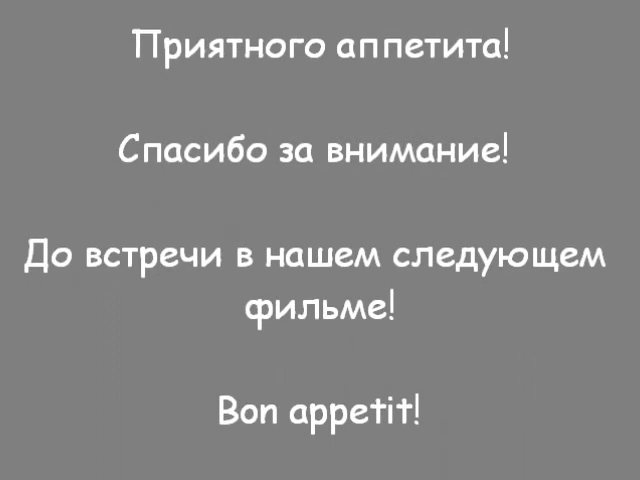 Приятного аппетита!
Спасибо за внимание!
До встречи в нашем следующем
фильме!
Bon appetit!